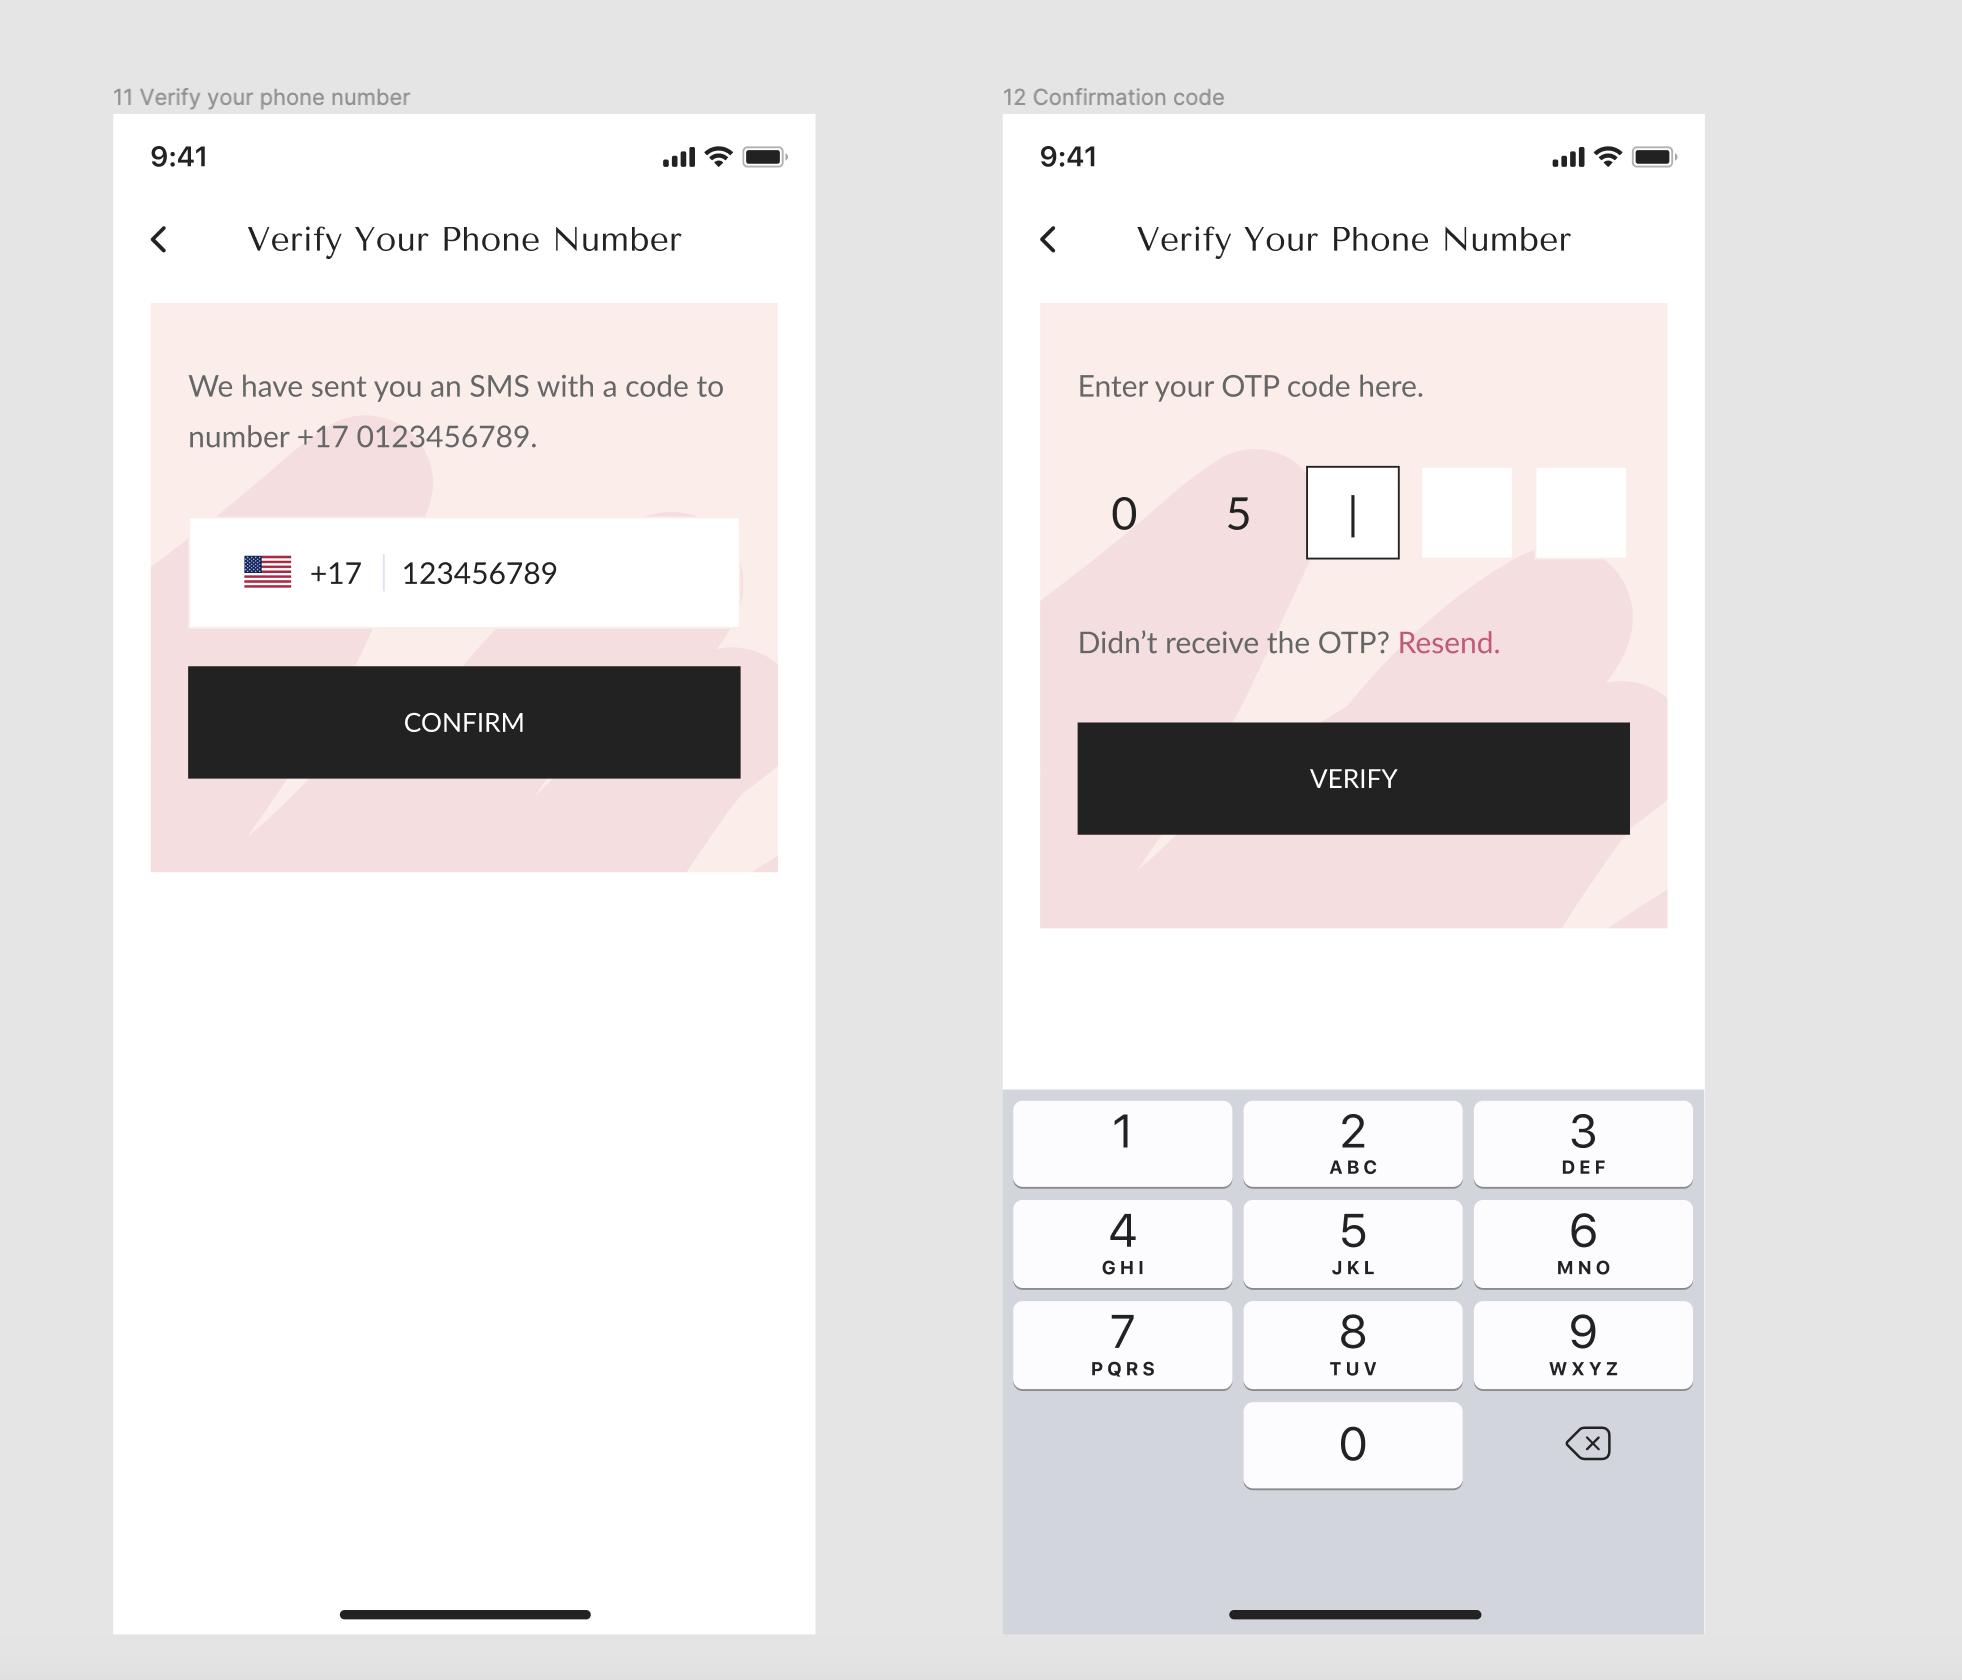 11 Verify your phone number
9:41
Verify Your Phone Number
We have sent you an SMS with a code to
number +17 0123456789.
+17 123456789
CONFIRM
12 Confirmation code
9:41
Verify Your Phone Number
Enter your OTP code here.
0 5
Didn’t receive the OTP? Resend.
VERIFY
1 2 3
ABC DEF
4 5 6
GHI JKL MNO
7 8 9
PQRS TUV WXYZ
0